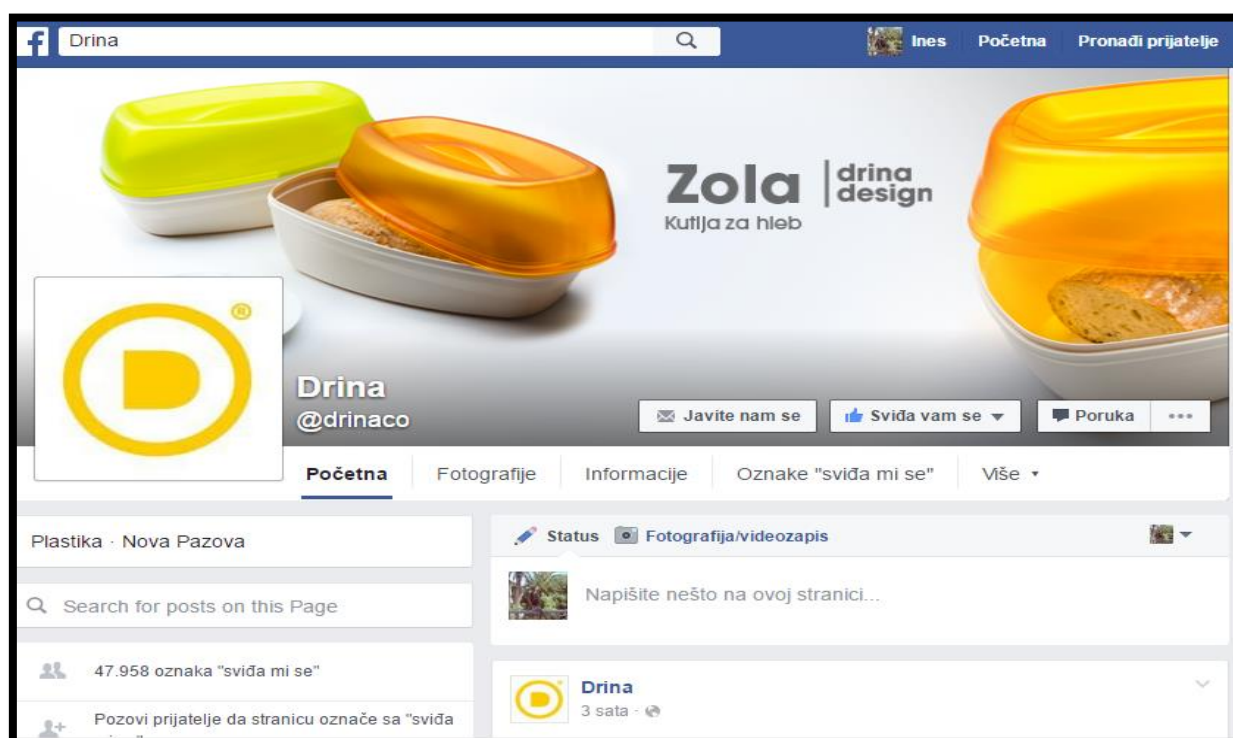 f Drina Ines Početna Pronađi prijatelje
Zola | drina
design
Kutija za hleb
D ®
Drina
@drinaco
Javite nam se Sviđa vam se Poruka ...
Početna Fotografije Informacije Oznake "sviđa mi se" Više
Plastika · Nova Pazova
Status Fotografija/videozapis
Search for posts on this Page
Napišite nešto na ovoj stranici...
47.958 oznaka "sviđa mi se"
Pozovi prijatelje da stranicu označe sa "sviđa
Drina
3 sata ·